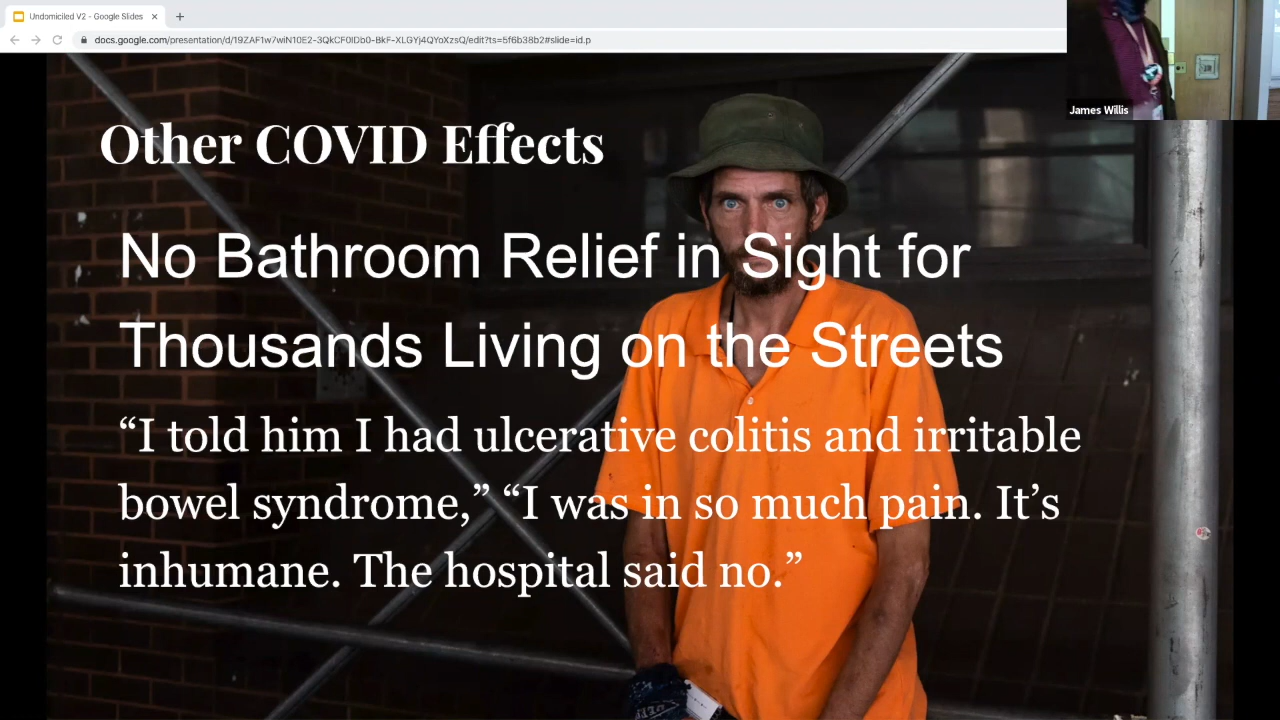 Undomiciled V2 - Google Slides
docs.google.com/presentation/d/19ZAF1w7wiN10E2-3QkCF0IDb0-BkF-XLGYj4QYoXzsQ/edit?ts=5f6b38b2#slide=id.p
James Willis
Other COVID Effects
No Bathroom Relief in Sight for
Thousands Living on the Streets
“I told him I had ulcerative colitis and irritable
bowel syndrome,” “I was in so much pain. It’s
inhumane. The hospital said no.”